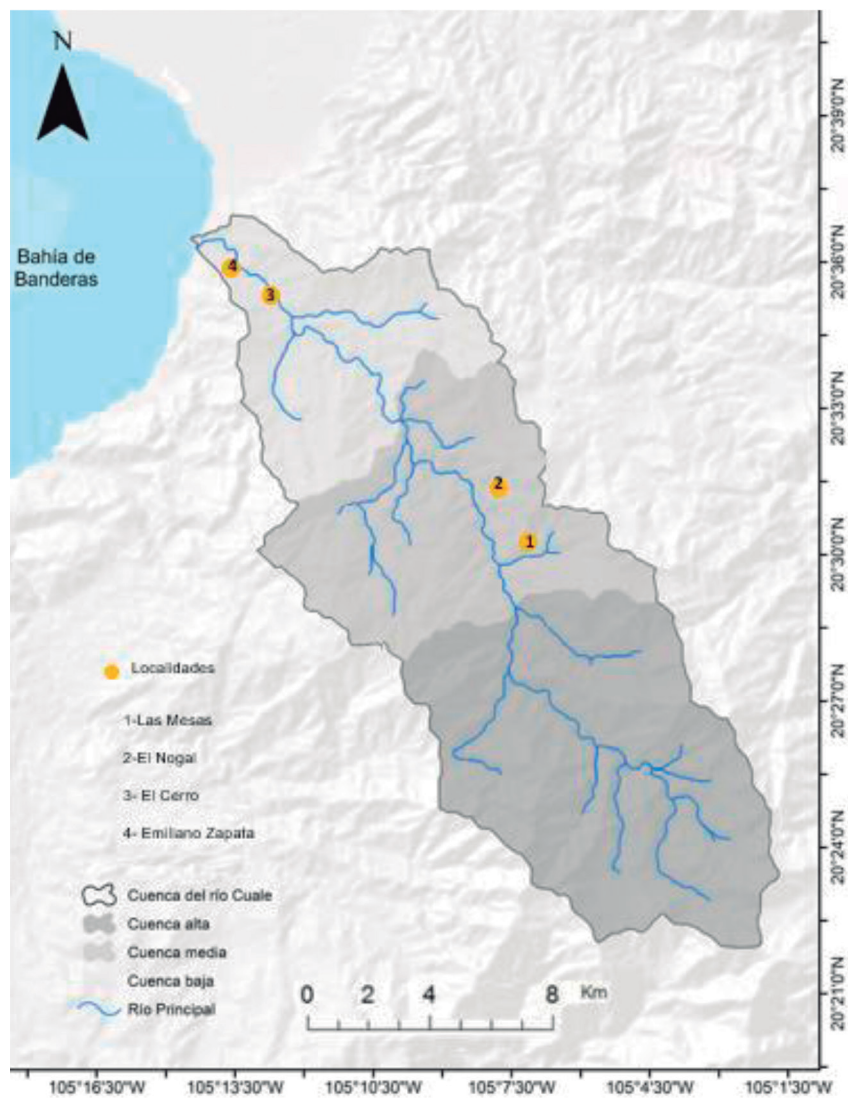 N
Bahía de
Banderas
4
3
2
1
Localidades
1-Las Mesas
2-El Nogal
3- El Cerro
4- Emiliano Zapata
Cuenca del río Cuale
Cuenca alta
Cuenca media
Cuenca baja
Río Principal
0 2 4 8 Km
20°39'0"N
20°36'0"N
20°33'0"N
20°30'0"N
20°27'0"N
20°24'0"N
20°21'0"N
105°16'30"W 105°13'30"W 105°10'30"W 105°7'30"W 105°4'30"W 105°1'30"W